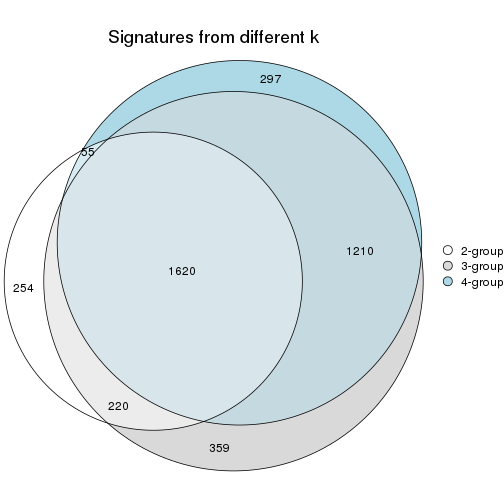 Signatures from different k
297
55
1210
1620
254
220
359
2-group
3-group
4-group